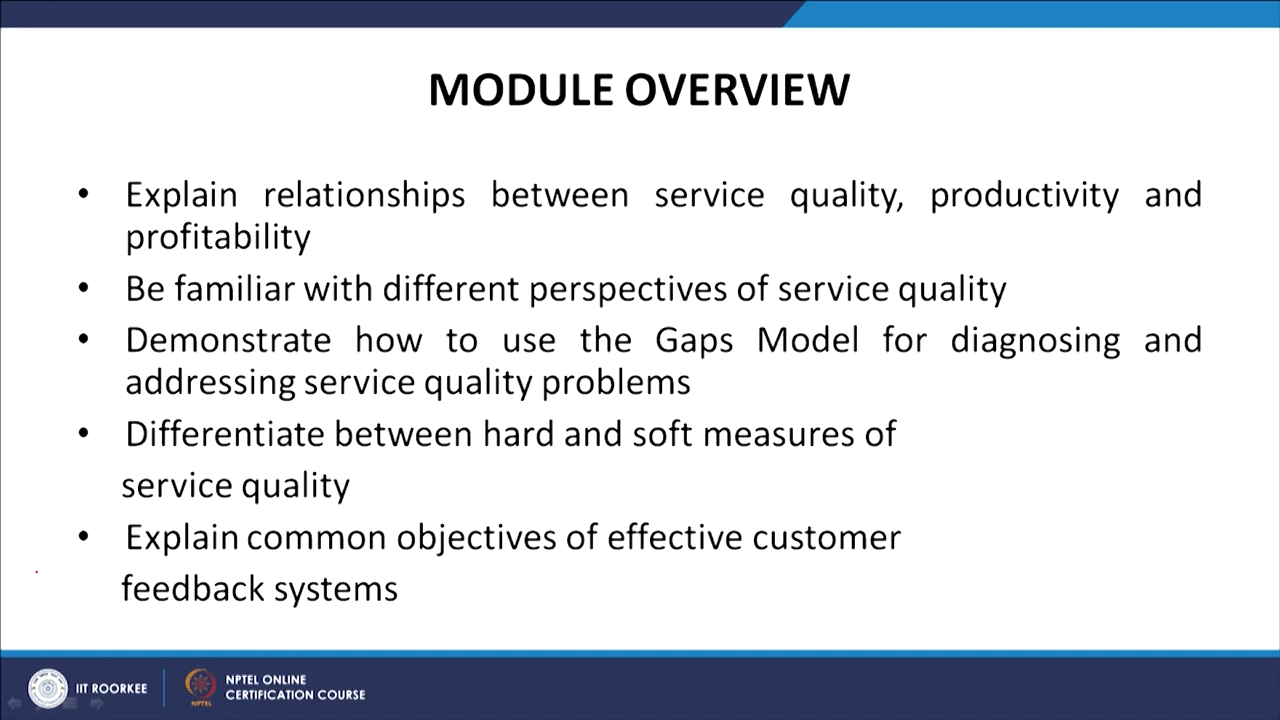 MODULE OVERVIEW
• Explain relationships between service quality, productivity and
profitability
• Be familiar with different perspectives of service quality
• Demonstrate how to use the Gaps Model for diagnosing and
addressing service quality problems
• Differentiate between hard and soft measures of
service quality
• Explain common objectives of effective customer
feedback systems
IIT ROORKEE
NPTEL
NPTEL ONLINE
CERTIFICATION COURSE